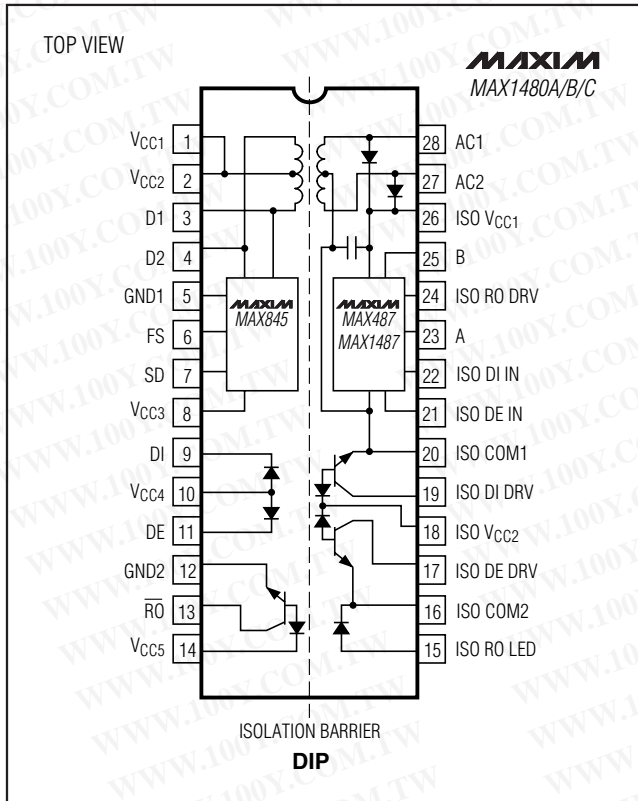 TOP VIEW
MAXIM
MAX1480A/B/C
VCC1 1
VCC2 2
D1 3
D2 4
GND1 5
FS 6
SD 7
VCC3 8
DI 9
VCC4 10
DE 11
GND2 12
R̅O̅ 13
VCC5 14
MAXIM
MAX845
MAXIM
MAX487
MAX1487
28 AC1
27 AC2
26 ISO VCC1
25 B
24 ISO RO DRV
23 A
22 ISO DI IN
21 ISO DE IN
20 ISO COM1
19 ISO DI DRV
18 ISO VCC2
17 ISO DE DRV
16 ISO COM2
15 ISO RO LED
ISOLATION BARRIER
DIP
WWW.100Y.COM.TW